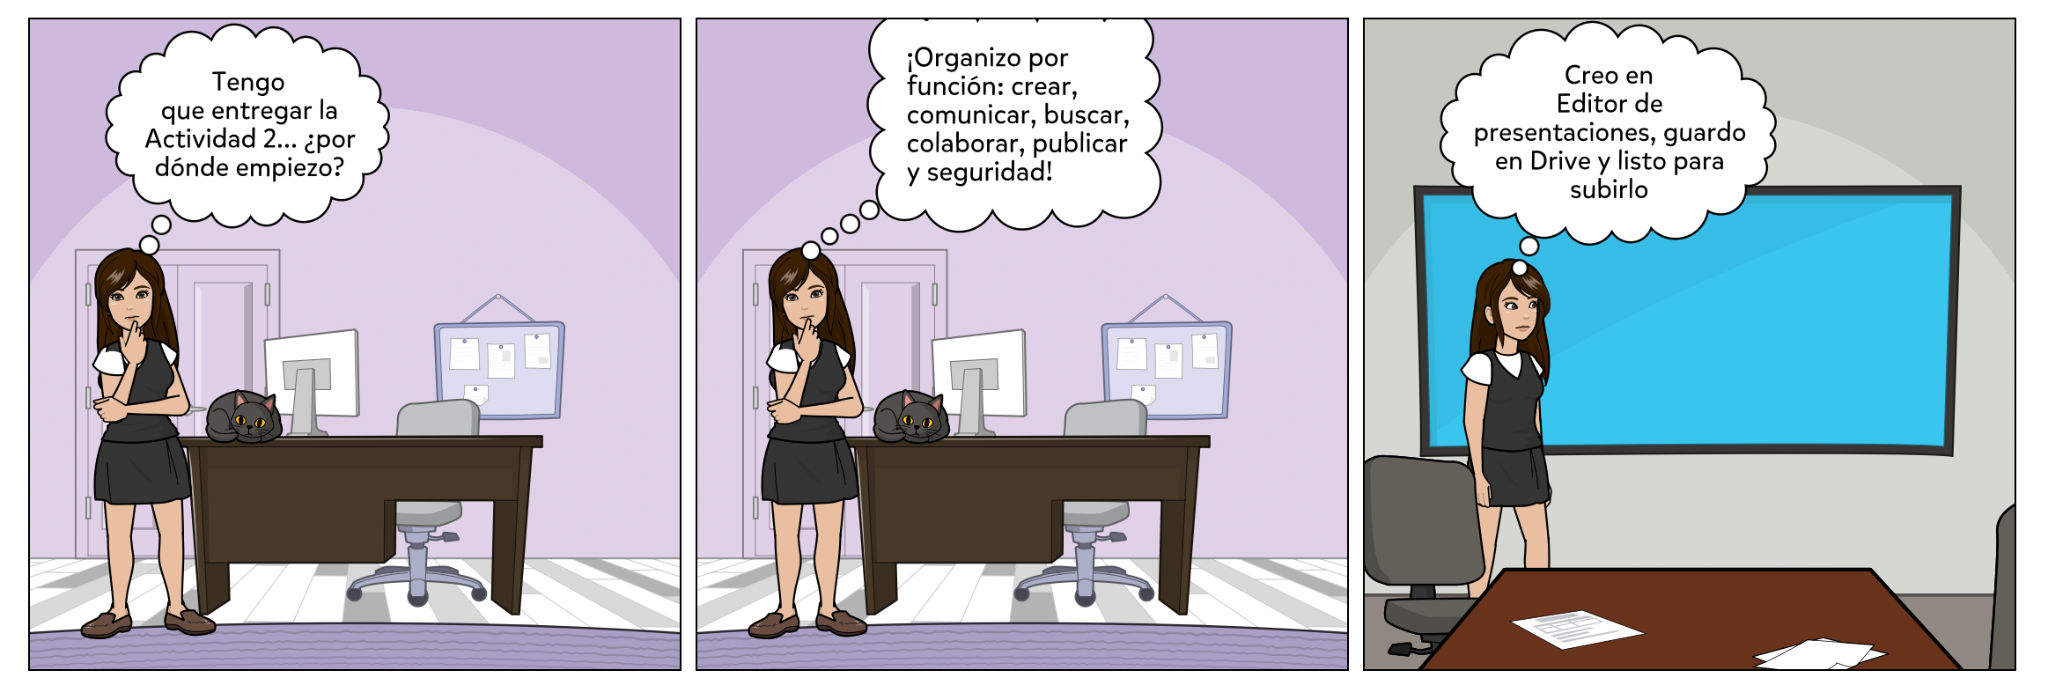 Tengo
que entregar la
Actividad 2... ¿por
dónde empiezo?
¡Organizo por
función: crear,
comunicar, buscar,
colaborar, publicar
y seguridad!
Creo en
Editor de
presentaciones, guardo
en Drive y listo para
subirlo